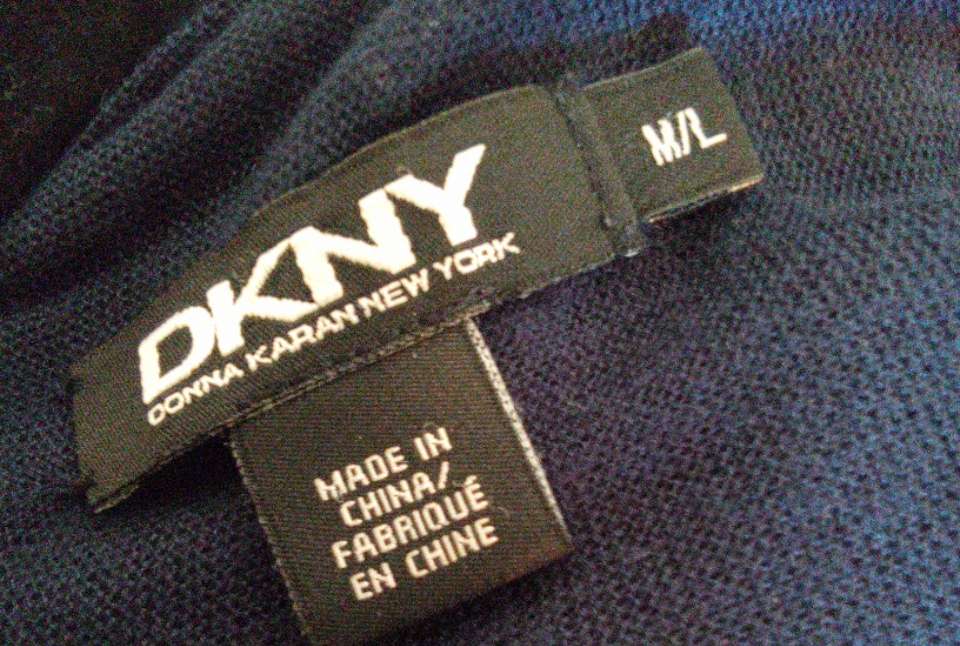 DKNY
DONNA KARAN NEW YORK
M/L
MADE IN
CHINA/
FABRIQUÉ
EN CHINE